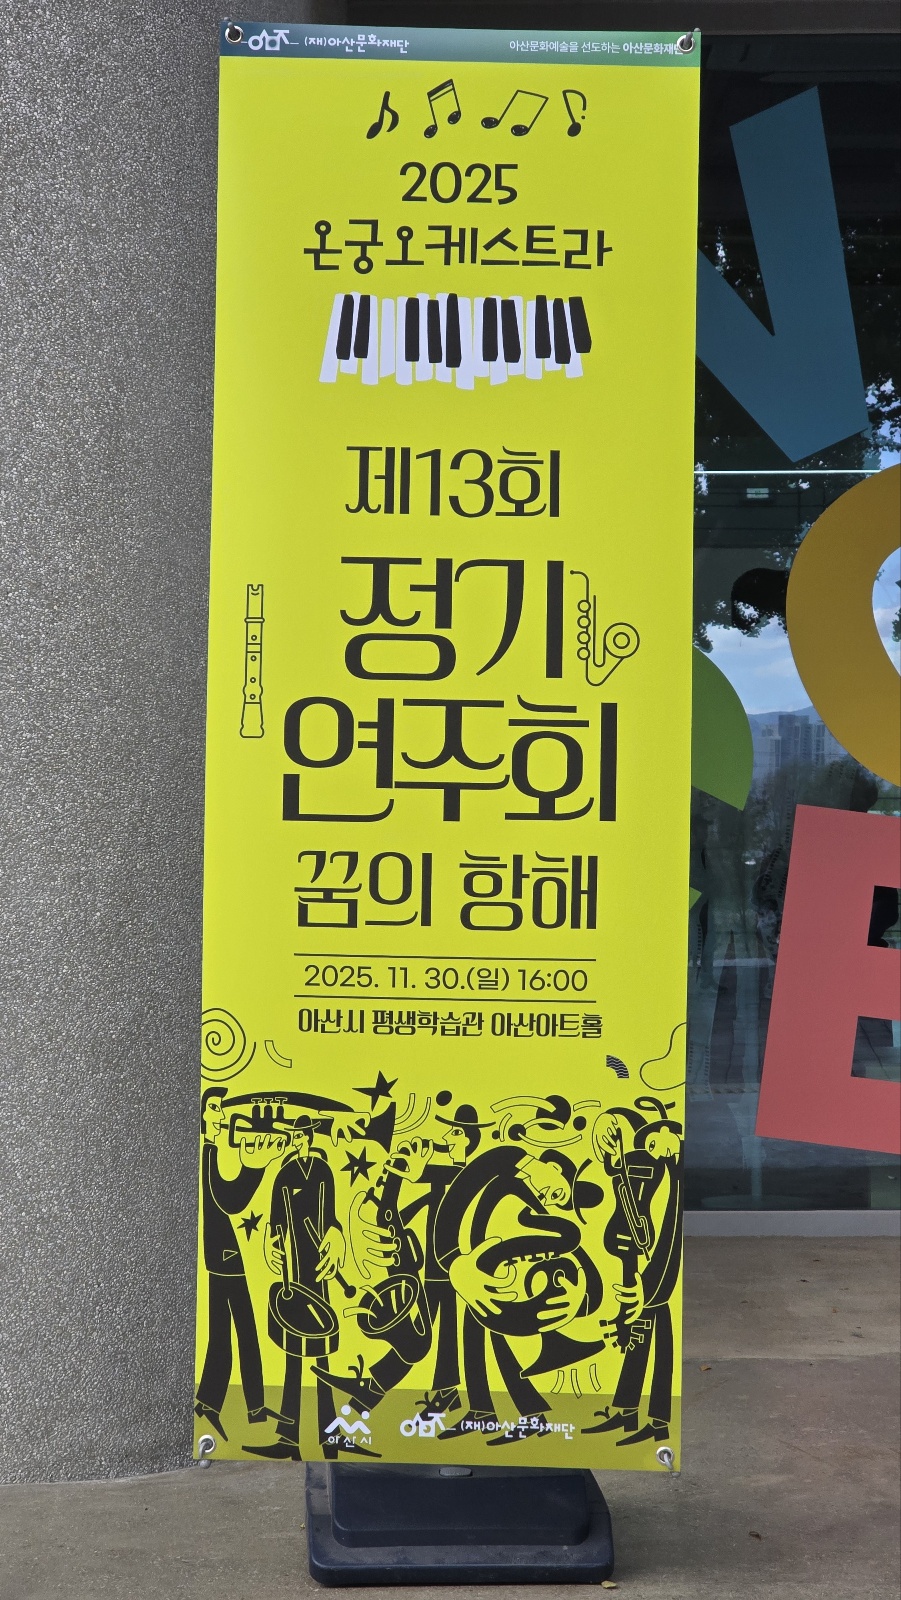 (재)아산문화재단
아산문화예술을 선도하는 아산문화재단
2025
온궁오케스트라
제13회
정기
연주회
꿈의 항해
2025. 11. 30.(일) 16:00
아산시 평생학습관 아산아트홀
아산시
(재)아산문화재단